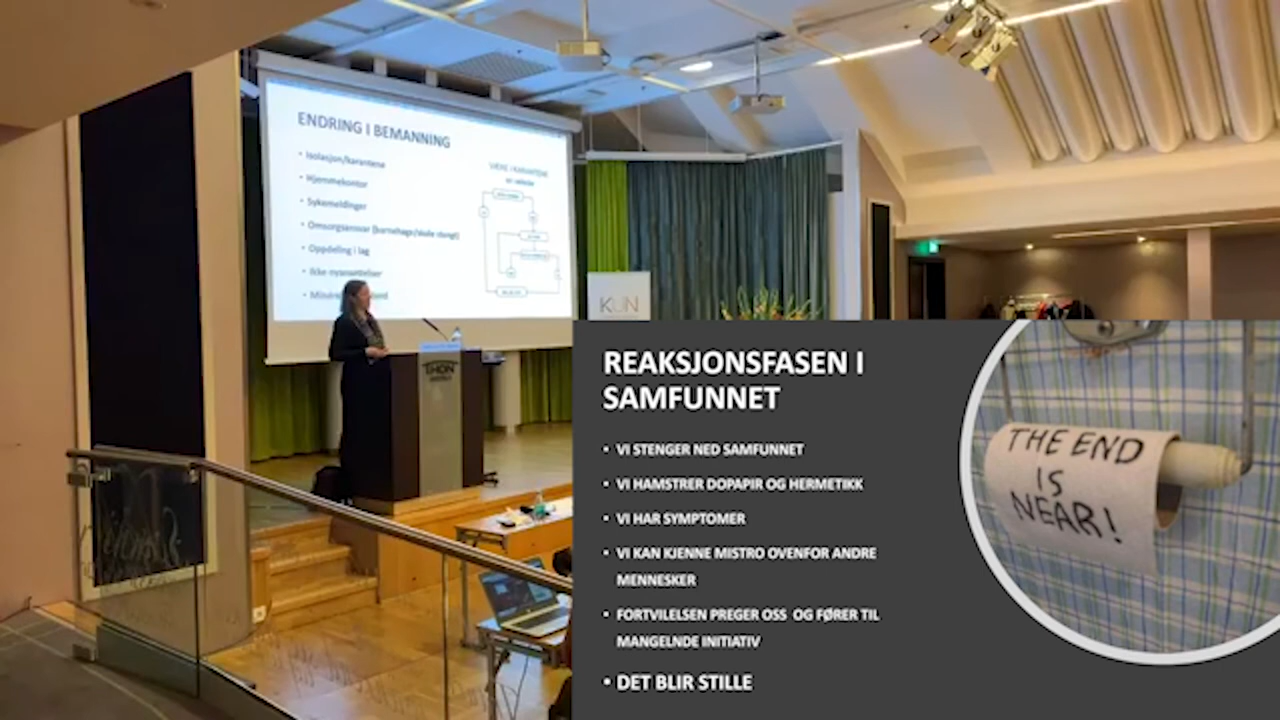 ENDRING I BEMANNING
• Isolasjon/karantene
• Hjemmekontor
• Sykemeldinger
• Omsorgsansvar (barnehage/skole stengt)
• Oppdeling i lag
• Ikke nyansettelser
KUN
THON
REAKSJONSFASEN I
SAMFUNNET
• VI STENGER NED SAMFUNNET
• VI HAMSTRER DOPAPIR OG HERMETIKK
• VI HAR SYMPTOMER
• VI KAN KJENNE MISTRO OVENFOR ANDRE
MENNESKER
• FORTVILELSEN PREGER OSS OG FØRER TIL
MANGELNDE INITIATIV
• DET BLIR STILLE
THE END
IS
NEAR!